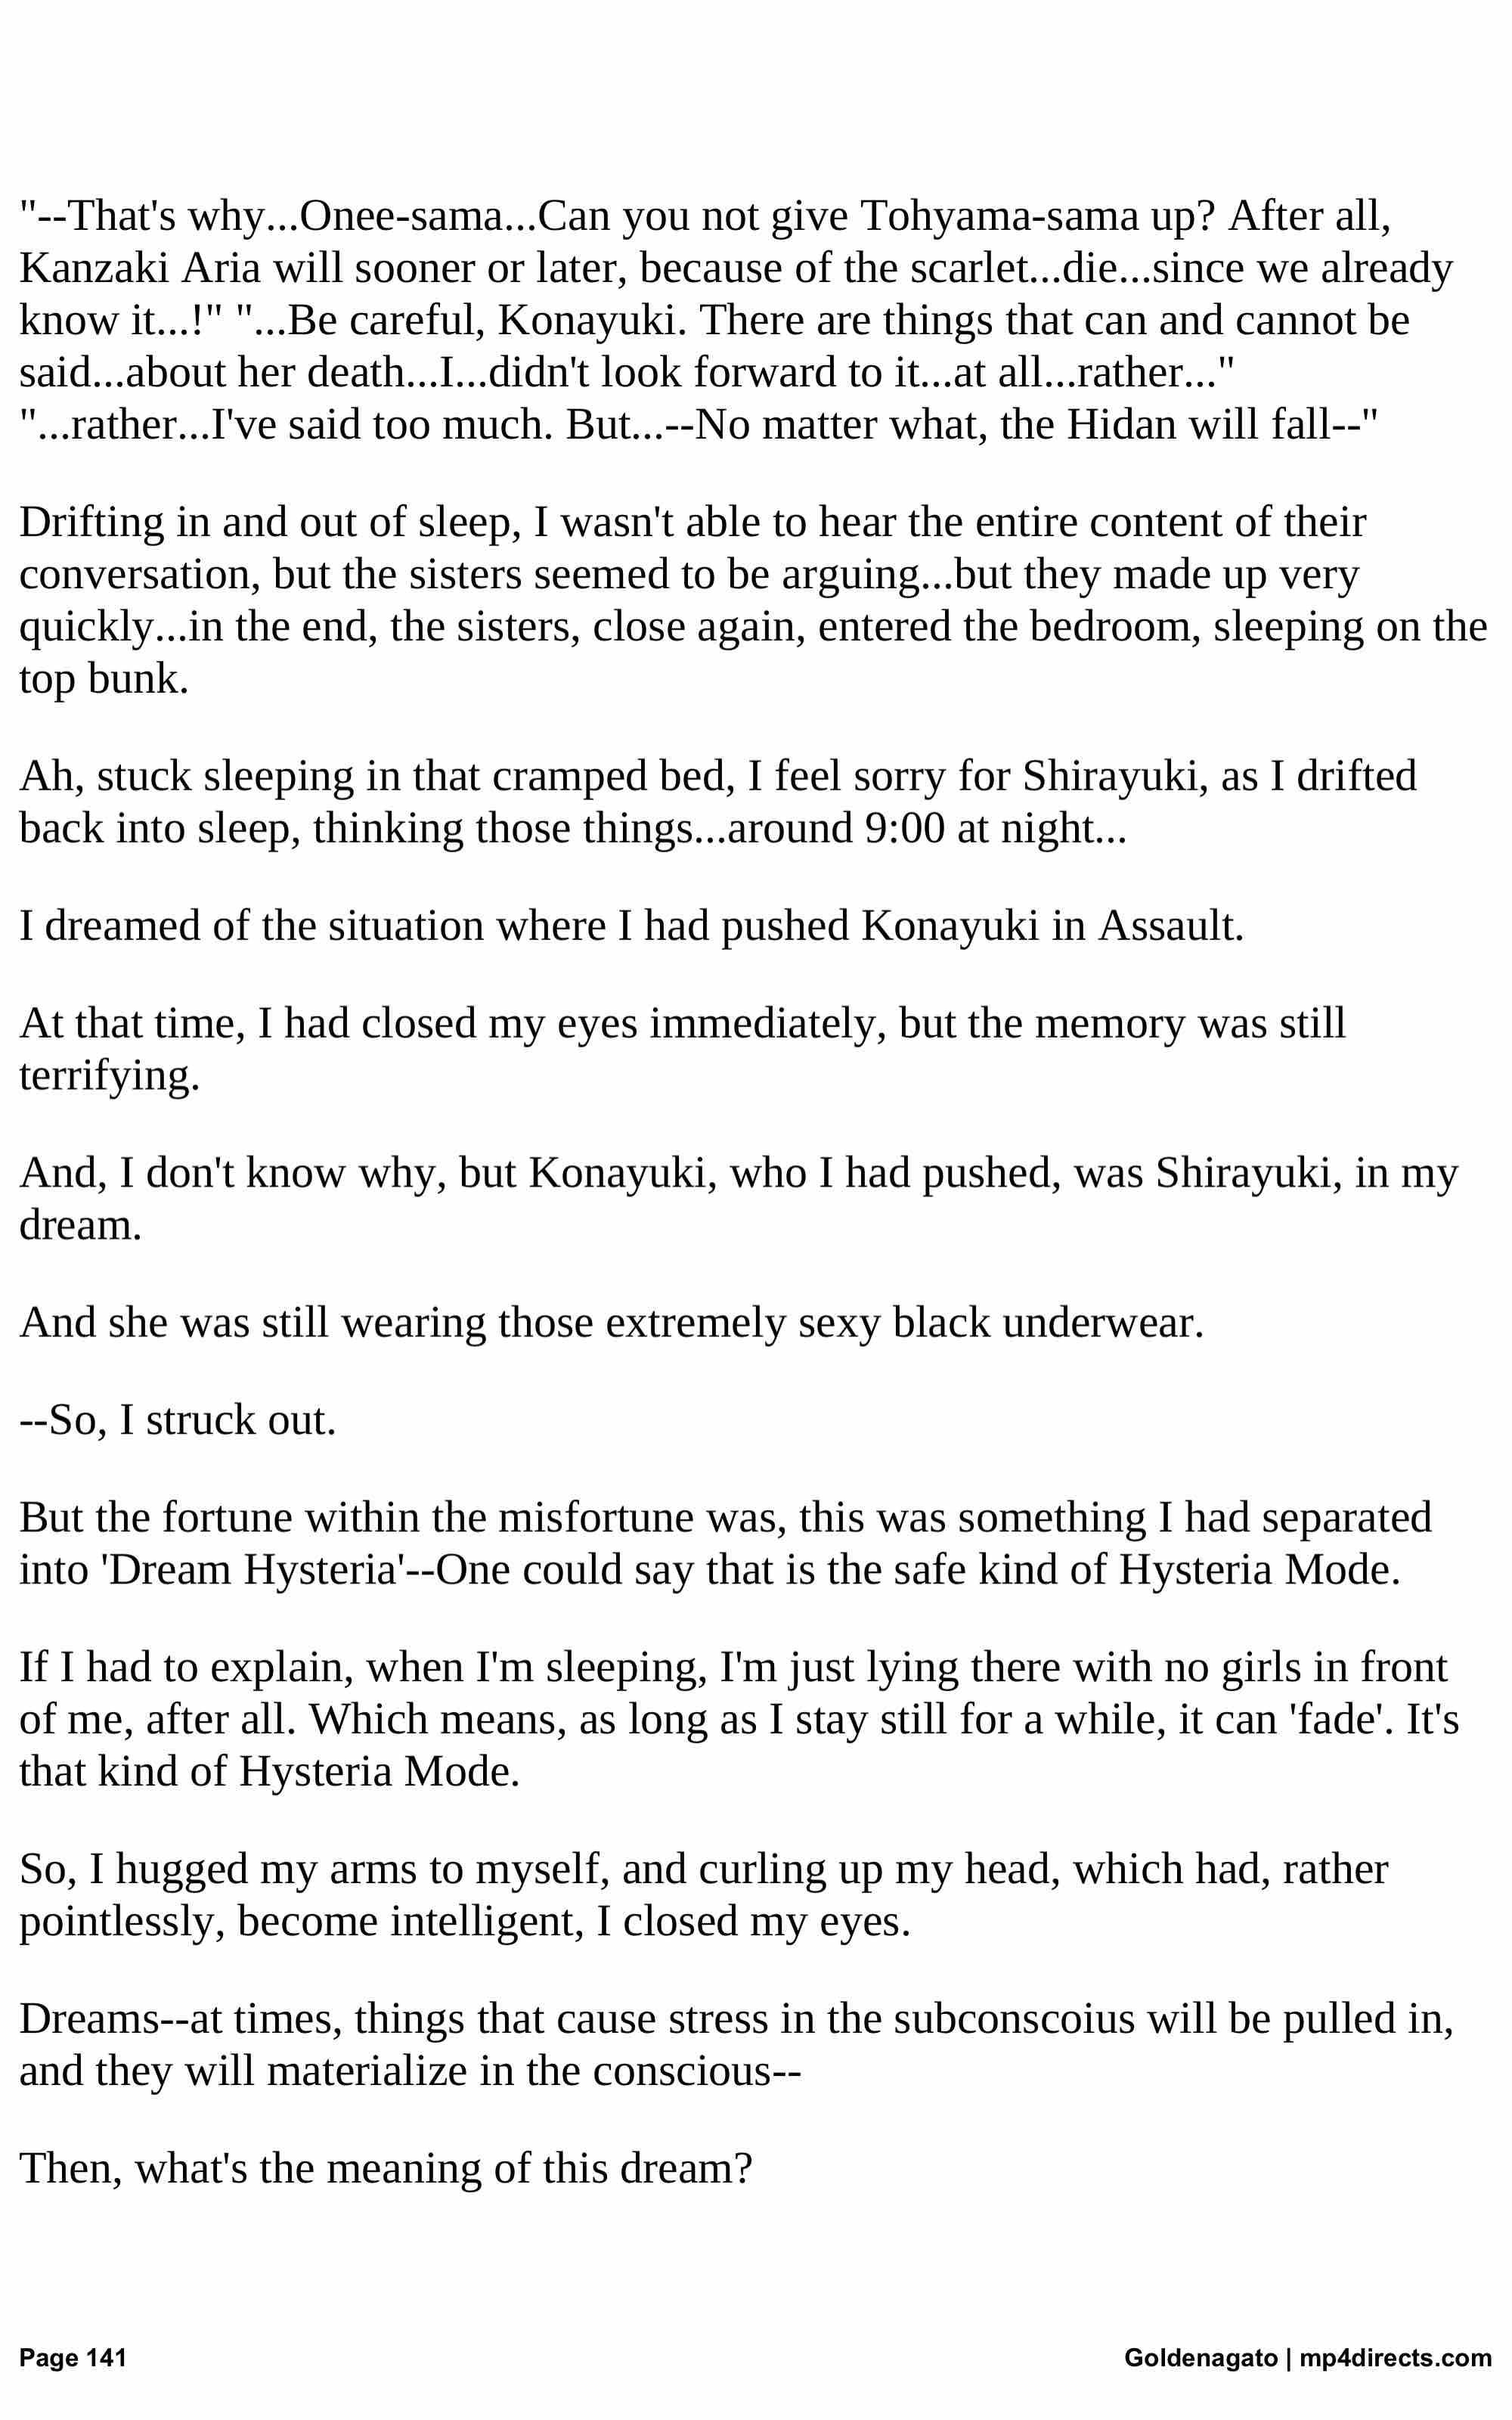 "--That's why...Onee-sama...Can you not give Tohyama-sama up? After all,
Kanzaki Aria will sooner or later, because of the scarlet...die...since we already
know it...!" "...Be careful, Konayuki. There are things that can and cannot be
said...about her death...I...didn't look forward to it...at all...rather..."
"...rather...I've said too much. But...--No matter what, the Hidan will fall--"
Drifting in and out of sleep, I wasn't able to hear the entire content of their
conversation, but the sisters seemed to be arguing...but they made up very
quickly...in the end, the sisters, close again, entered the bedroom, sleeping on the
top bunk.
Ah, stuck sleeping in that cramped bed, I feel sorry for Shirayuki, as I drifted
back into sleep, thinking those things...around 9:00 at night...
I dreamed of the situation where I had pushed Konayuki in Assault.
At that time, I had closed my eyes immediately, but the memory was still
terrifying.
And, I don't know why, but Konayuki, who I had pushed, was Shirayuki, in my
dream.
And she was still wearing those extremely sexy black underwear.
--So, I struck out.
But the fortune within the misfortune was, this was something I had separated
into 'Dream Hysteria'--One could say that is the safe kind of Hysteria Mode.
If I had to explain, when I'm sleeping, I'm just lying there with no girls in front
of me, after all. Which means, as long as I stay still for a while, it can 'fade'. It's
that kind of Hysteria Mode.
So, I hugged my arms to myself, and curling up my head, which had, rather
pointlessly, become intelligent, I closed my eyes.
Dreams--at times, things that cause stress in the subconscoius will be pulled in,
and they will materialize in the conscious--
Then, what's the meaning of this dream?
Page 141
Goldenagato | mp4directs.com